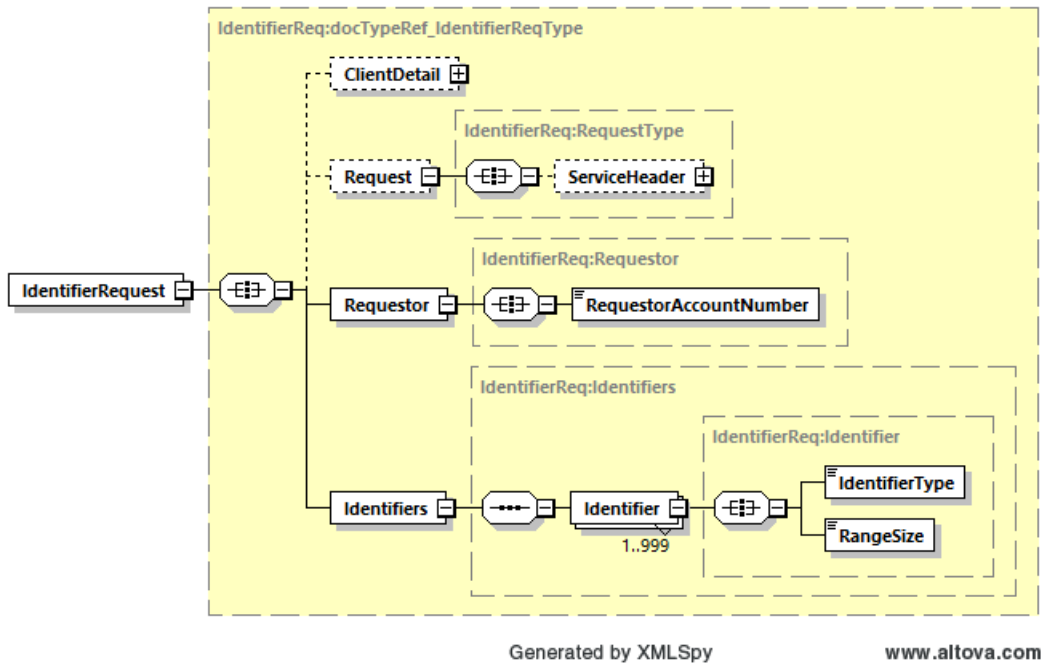 IdentifierReq:docTypeRef_IdentifierReqType
ClientDetail
IdentifierReq:RequestType
Request
ServiceHeader
IdentifierReq:Requestor
IdentifierRequest
Requestor
RequestorAccountNumber
IdentifierReq:Identifiers
IdentifierReq:Identifier
IdentifierType
Identifiers
Identifier
RangeSize
1..999
Generated by XMLSpy
www.altova.com